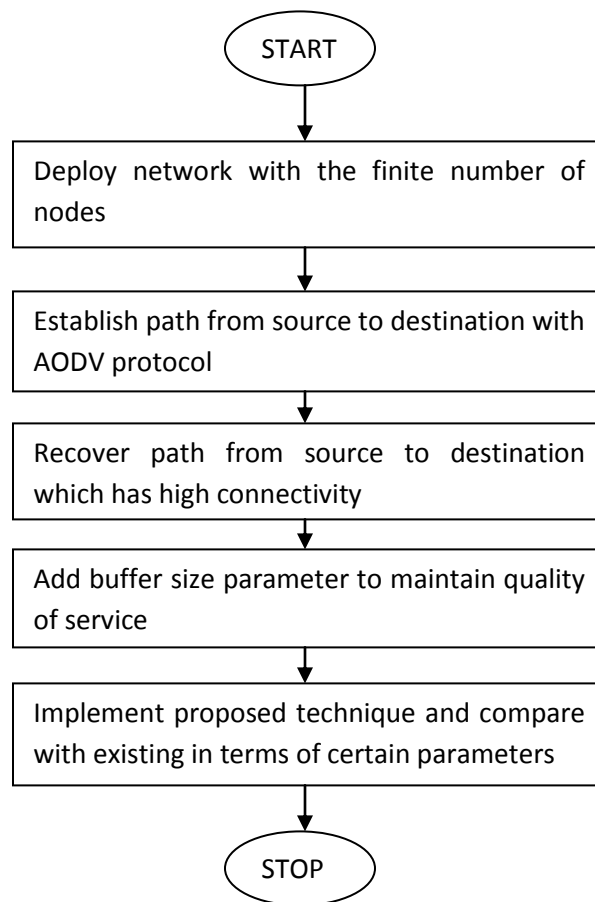 START
Deploy network with the finite number of
nodes
Establish path from source to destination with
AODV protocol
Recover path from source to destination
which has high connectivity
Add buffer size parameter to maintain quality
of service
Implement proposed technique and compare
with existing in terms of certain parameters
STOP